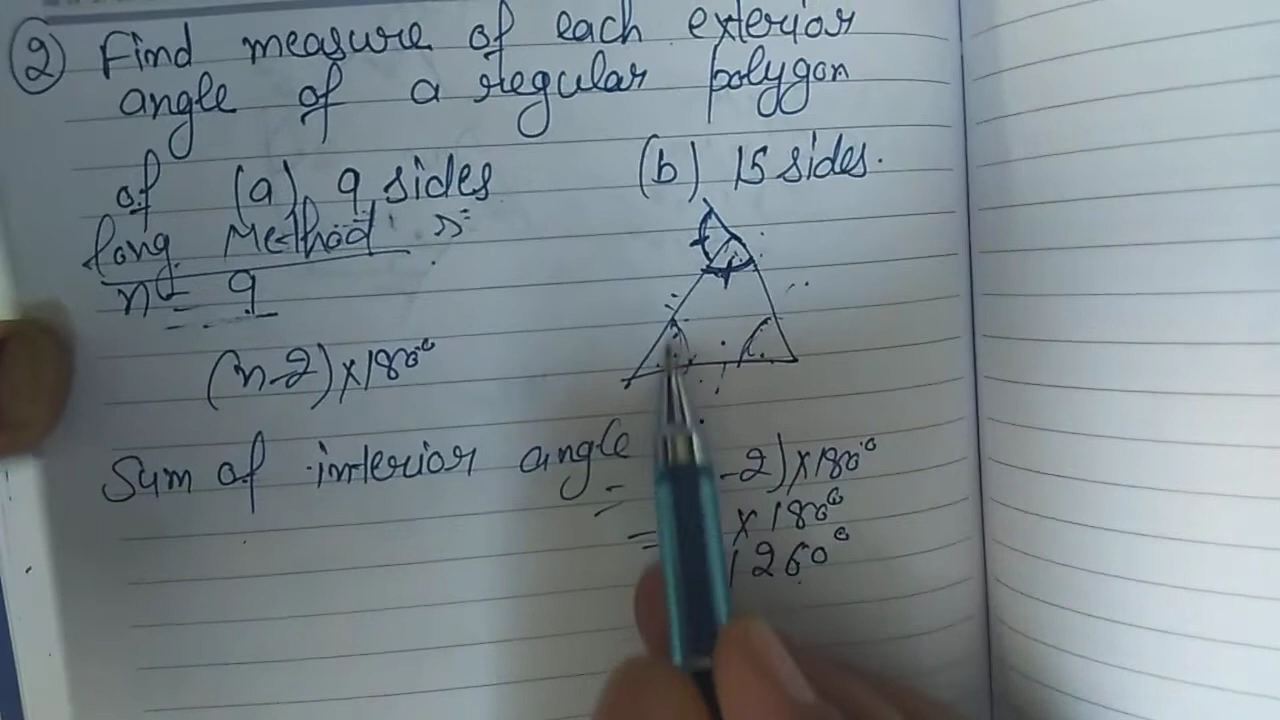 ② Find measure of each exterior
angle of a regular polygon
of (a) 9 sides (b) 15 sides.
Long Method :-
n = 9
(n-2)×180°
Sum of interior angle
= -2)×180°
= ×180°
1260°